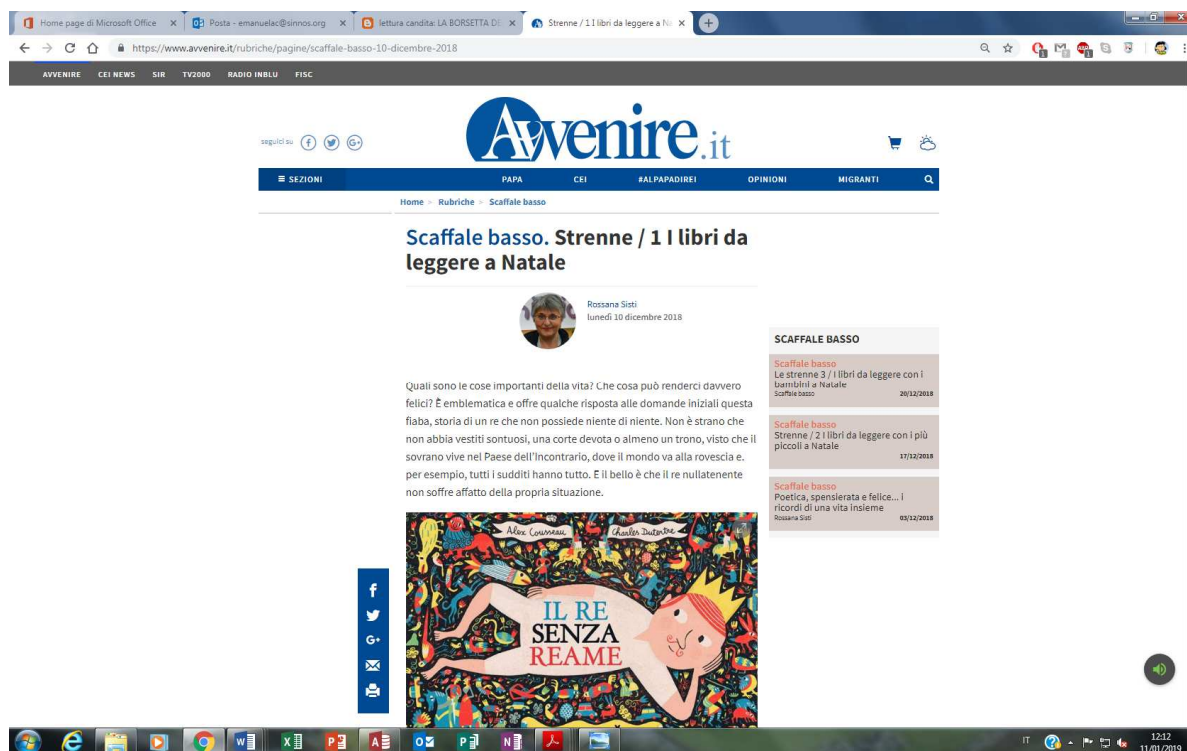 Home page di Microsoft Office
Posta - emanuelac@sinnos.org
lettura candita: LA BORSETTA DE
Strenne / 1 I libri da leggere a Na
https://www.avvenire.it/rubriche/pagine/scaffale-basso-10-dicembre-2018
AVVENIRE CEI NEWS SIR TV2000 RADIO INBLU FISC
seguici su
Avvenire.it
SEZIONI PAPA CEI #ALPAPADIREI OPINIONI MIGRANTI
Home > Rubriche > Scaffale basso
Scaffale basso. Strenne / 1 I libri da
leggere a Natale
Rossana Sisti
lunedì 10 dicembre 2018
Quali sono le cose importanti della vita? Che cosa può renderci davvero
felici? È emblematica e offre qualche risposta alle domande iniziali questa
fiaba, storia di un re che non possiede niente di niente. Non è strano che
non abbia vestiti sontuosi, una corte devota o almeno un trono, visto che il
sovrano vive nel Paese dell'Incontrario, dove il mondo va alla rovescia e.
per esempio, tutti i sudditi hanno tutto. E il bello è che il re nullatenente
non soffre affatto della propria situazione.
SCAFFALE BASSO
Scaffale basso
Le strenne 3 / I libri da leggere con i
bambini a Natale
Scaffale basso 20/12/2018
Scaffale basso
Strenne / 2 I libri da leggere con i più
piccoli a Natale
17/12/2018
Scaffale basso
Poetica, spensierata e felice... i
ricordi di una vita insieme
Rossana Sisti 03/12/2018
Alex Cousseau Charles Dutertre
IL RE
SENZA
REAME
IT
12:12
11/01/2019